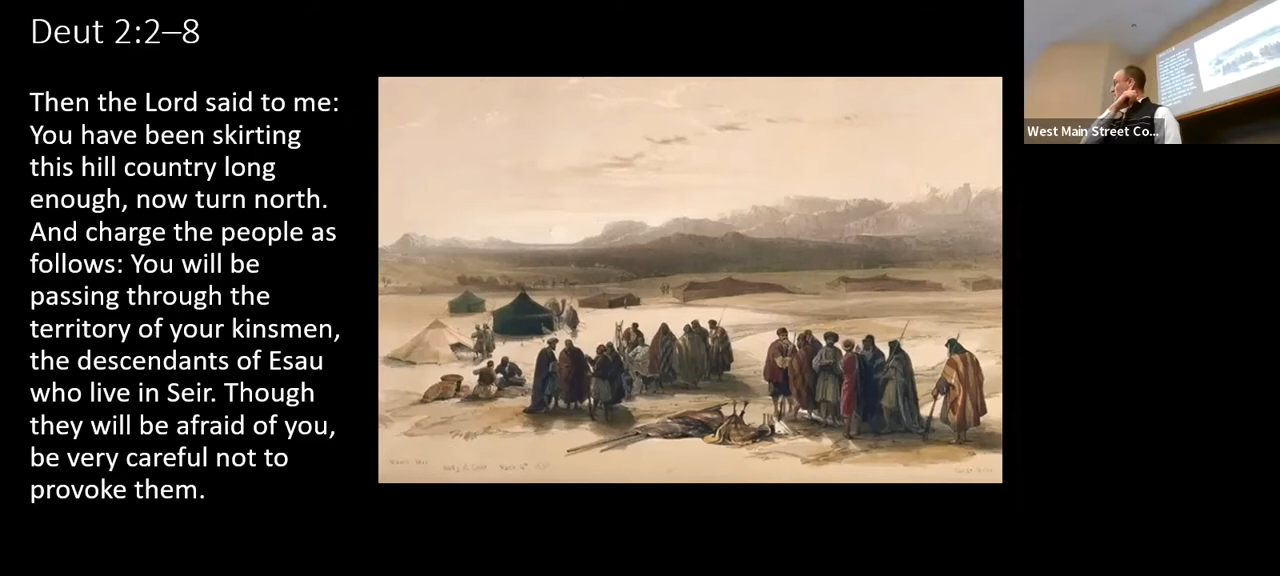 Deut 2:2–8
Then the Lord said to me:
You have been skirting
this hill country long
enough, now turn north.
And charge the people as
follows: You will be
passing through the
territory of your kinsmen,
the descendants of Esau
who live in Seir. Though
they will be afraid of you,
be very careful not to
provoke them.
West Main Street Co...